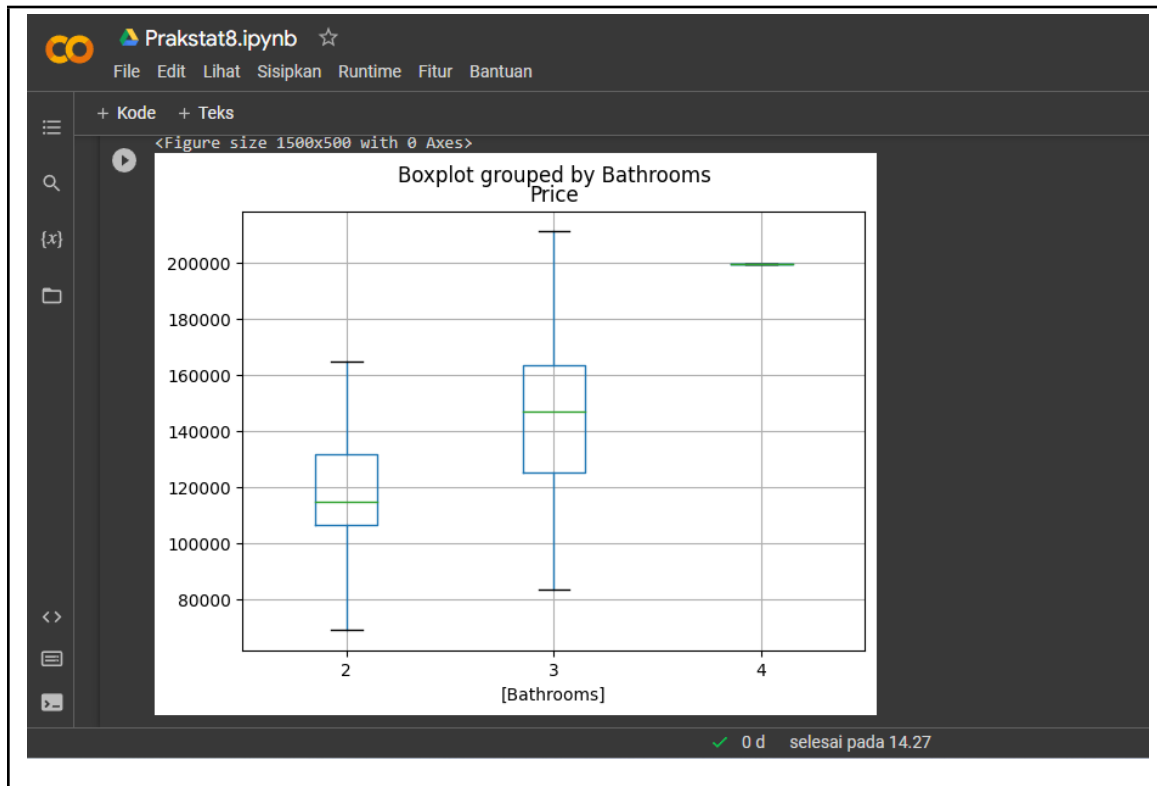 Prakstat8.ipynb
File Edit Lihat Sisipkan Runtime Fitur Bantuan
+ Kode + Teks
<Figure size 1500x500 with 0 Axes>
{x}
Boxplot grouped by Bathrooms
Price
200000
180000
160000
140000
120000
100000
80000
2 3 4
[Bathrooms]
0 d selesai pada 14.27